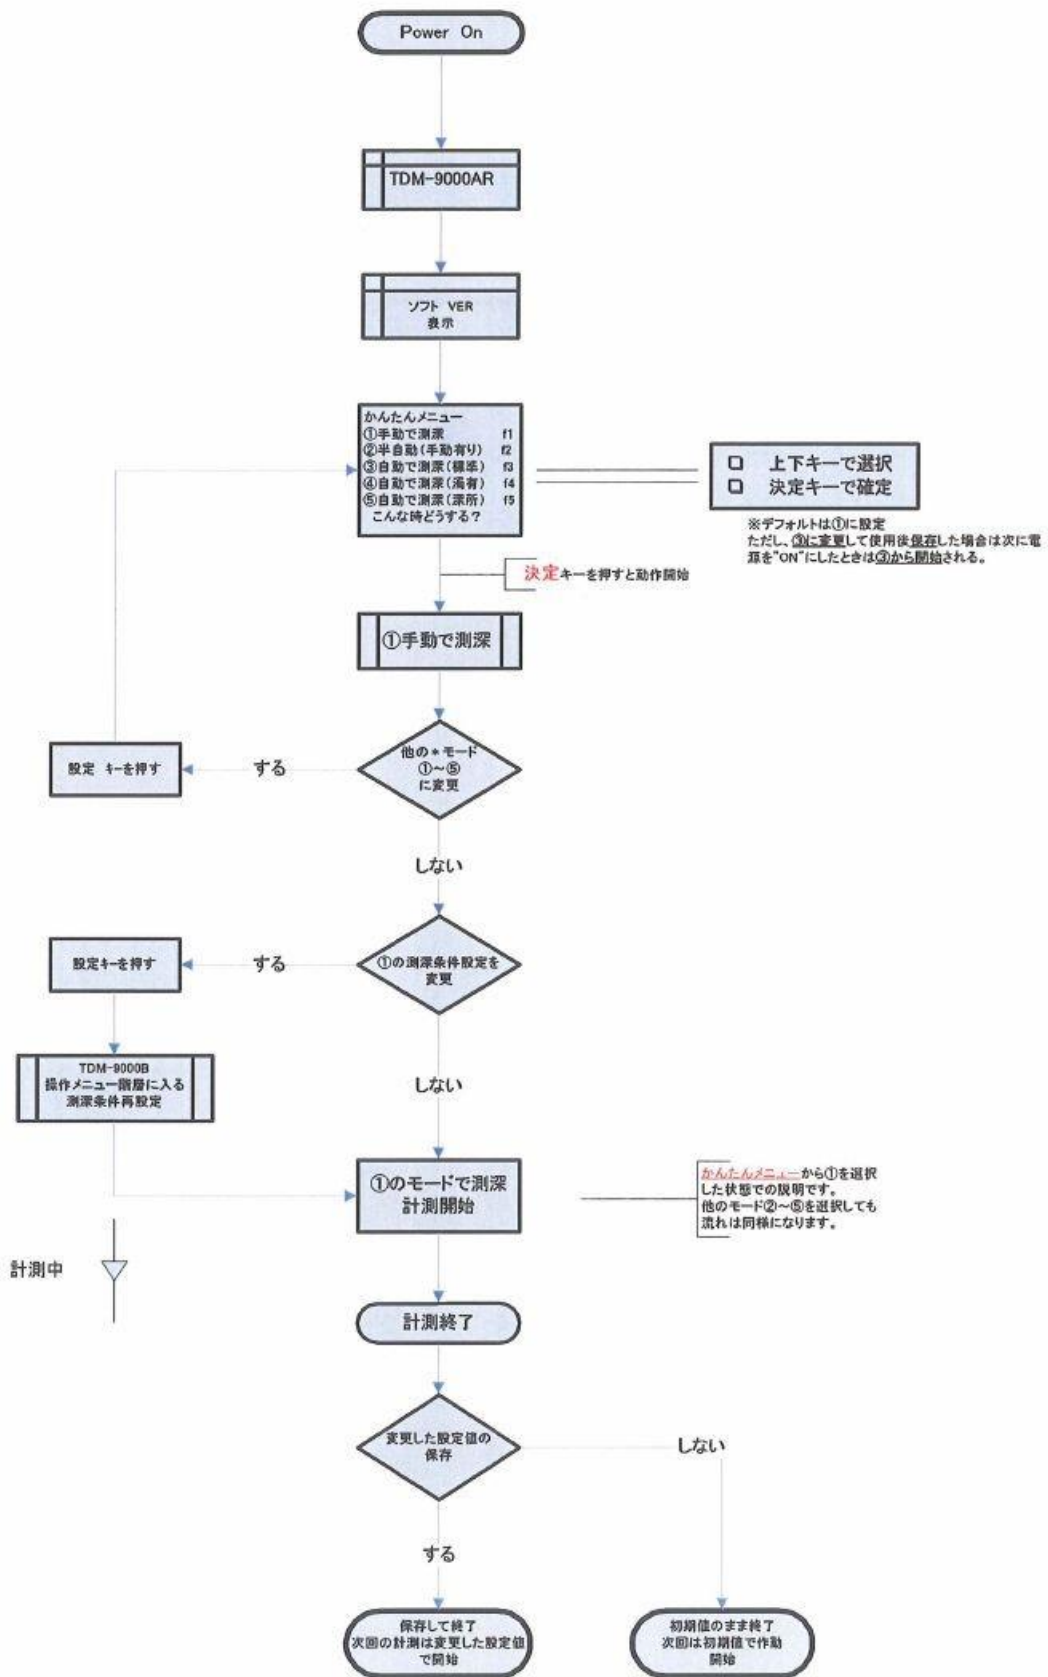 Power On
TDM-9000AR
ソフト VER
表示
かんたんメニュー
①手動で測深 f1
②半自動(手動有り) f2
③自動で測深(標準) f3
④自動で測深(濁有) f4
⑤自動で測深(深所) f5
こんな時どうする?
□ 上下キーで選択
□ 決定キーで確定
※デフォルトは①に設定
ただし、③に変更して使用後保存した場合は次に電
源を"ON"にしたときは③から開始される。
決定キーを押すと動作開始
①手動で測深
他の*モード
①～⑤
に変更
する
設定 キーを押す
しない
①の測深条件設定を
変更
する
設定キーを押す
TDM-9000B
操作メニュー階層に入る
測深条件再設定
しない
①のモードで測深
計測開始
かんたんメニューから①を選択
した状態での説明です。
他のモード②～⑤を選択しても
流れは同様になります。
計測中
計測終了
変更した設定値の
保存
しない
する
保存して終了
次回の計測は変更した設定値
で開始
初期値のまま終了
次回は初期値で作動
開始